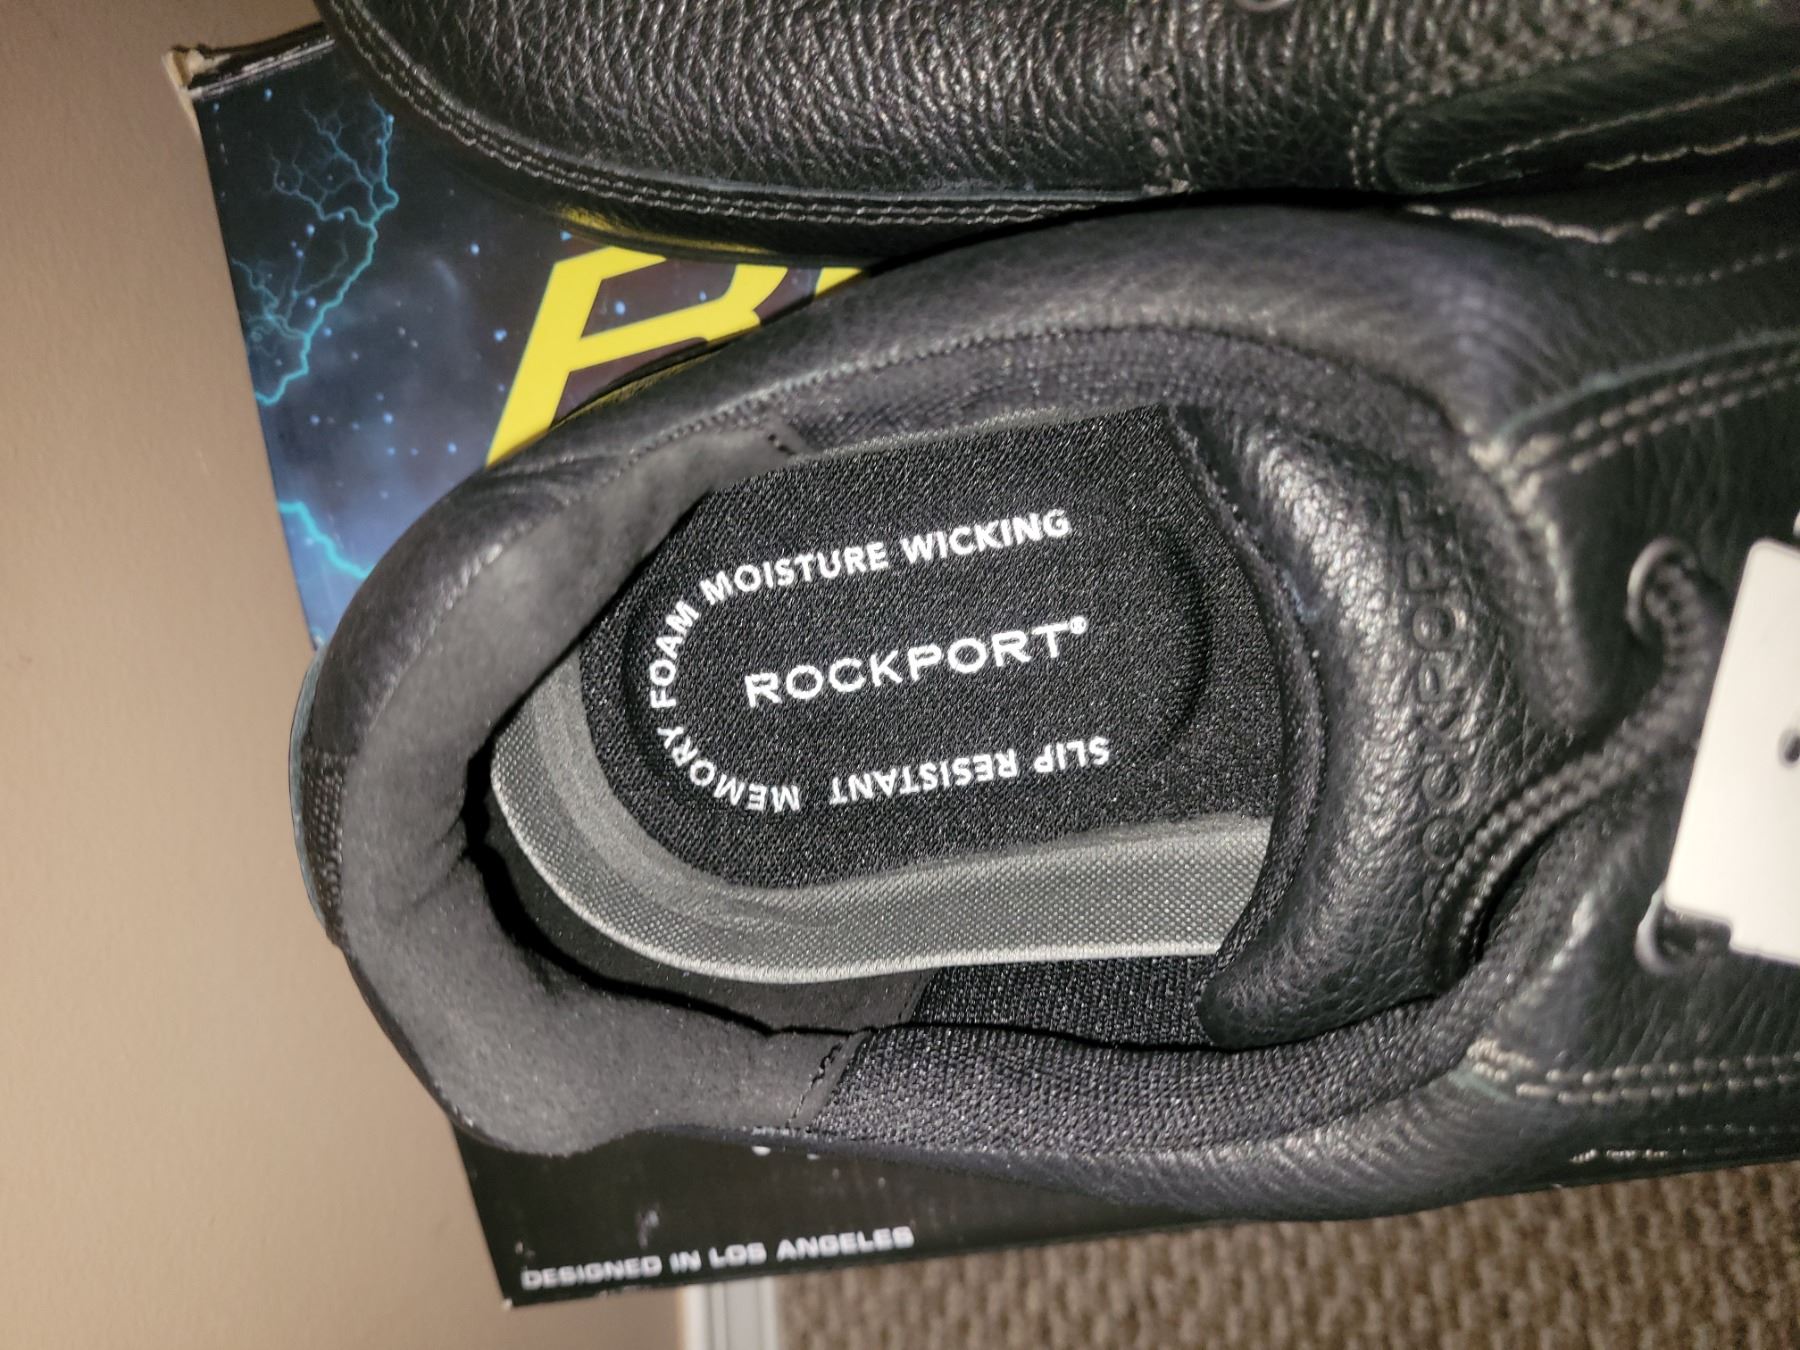 MOISTURE WICKING
MEMORY FOAM
SLIP RESISTANT
ROCKPORT®
ROCKPORT
DESIGNED IN LOS ANGELES